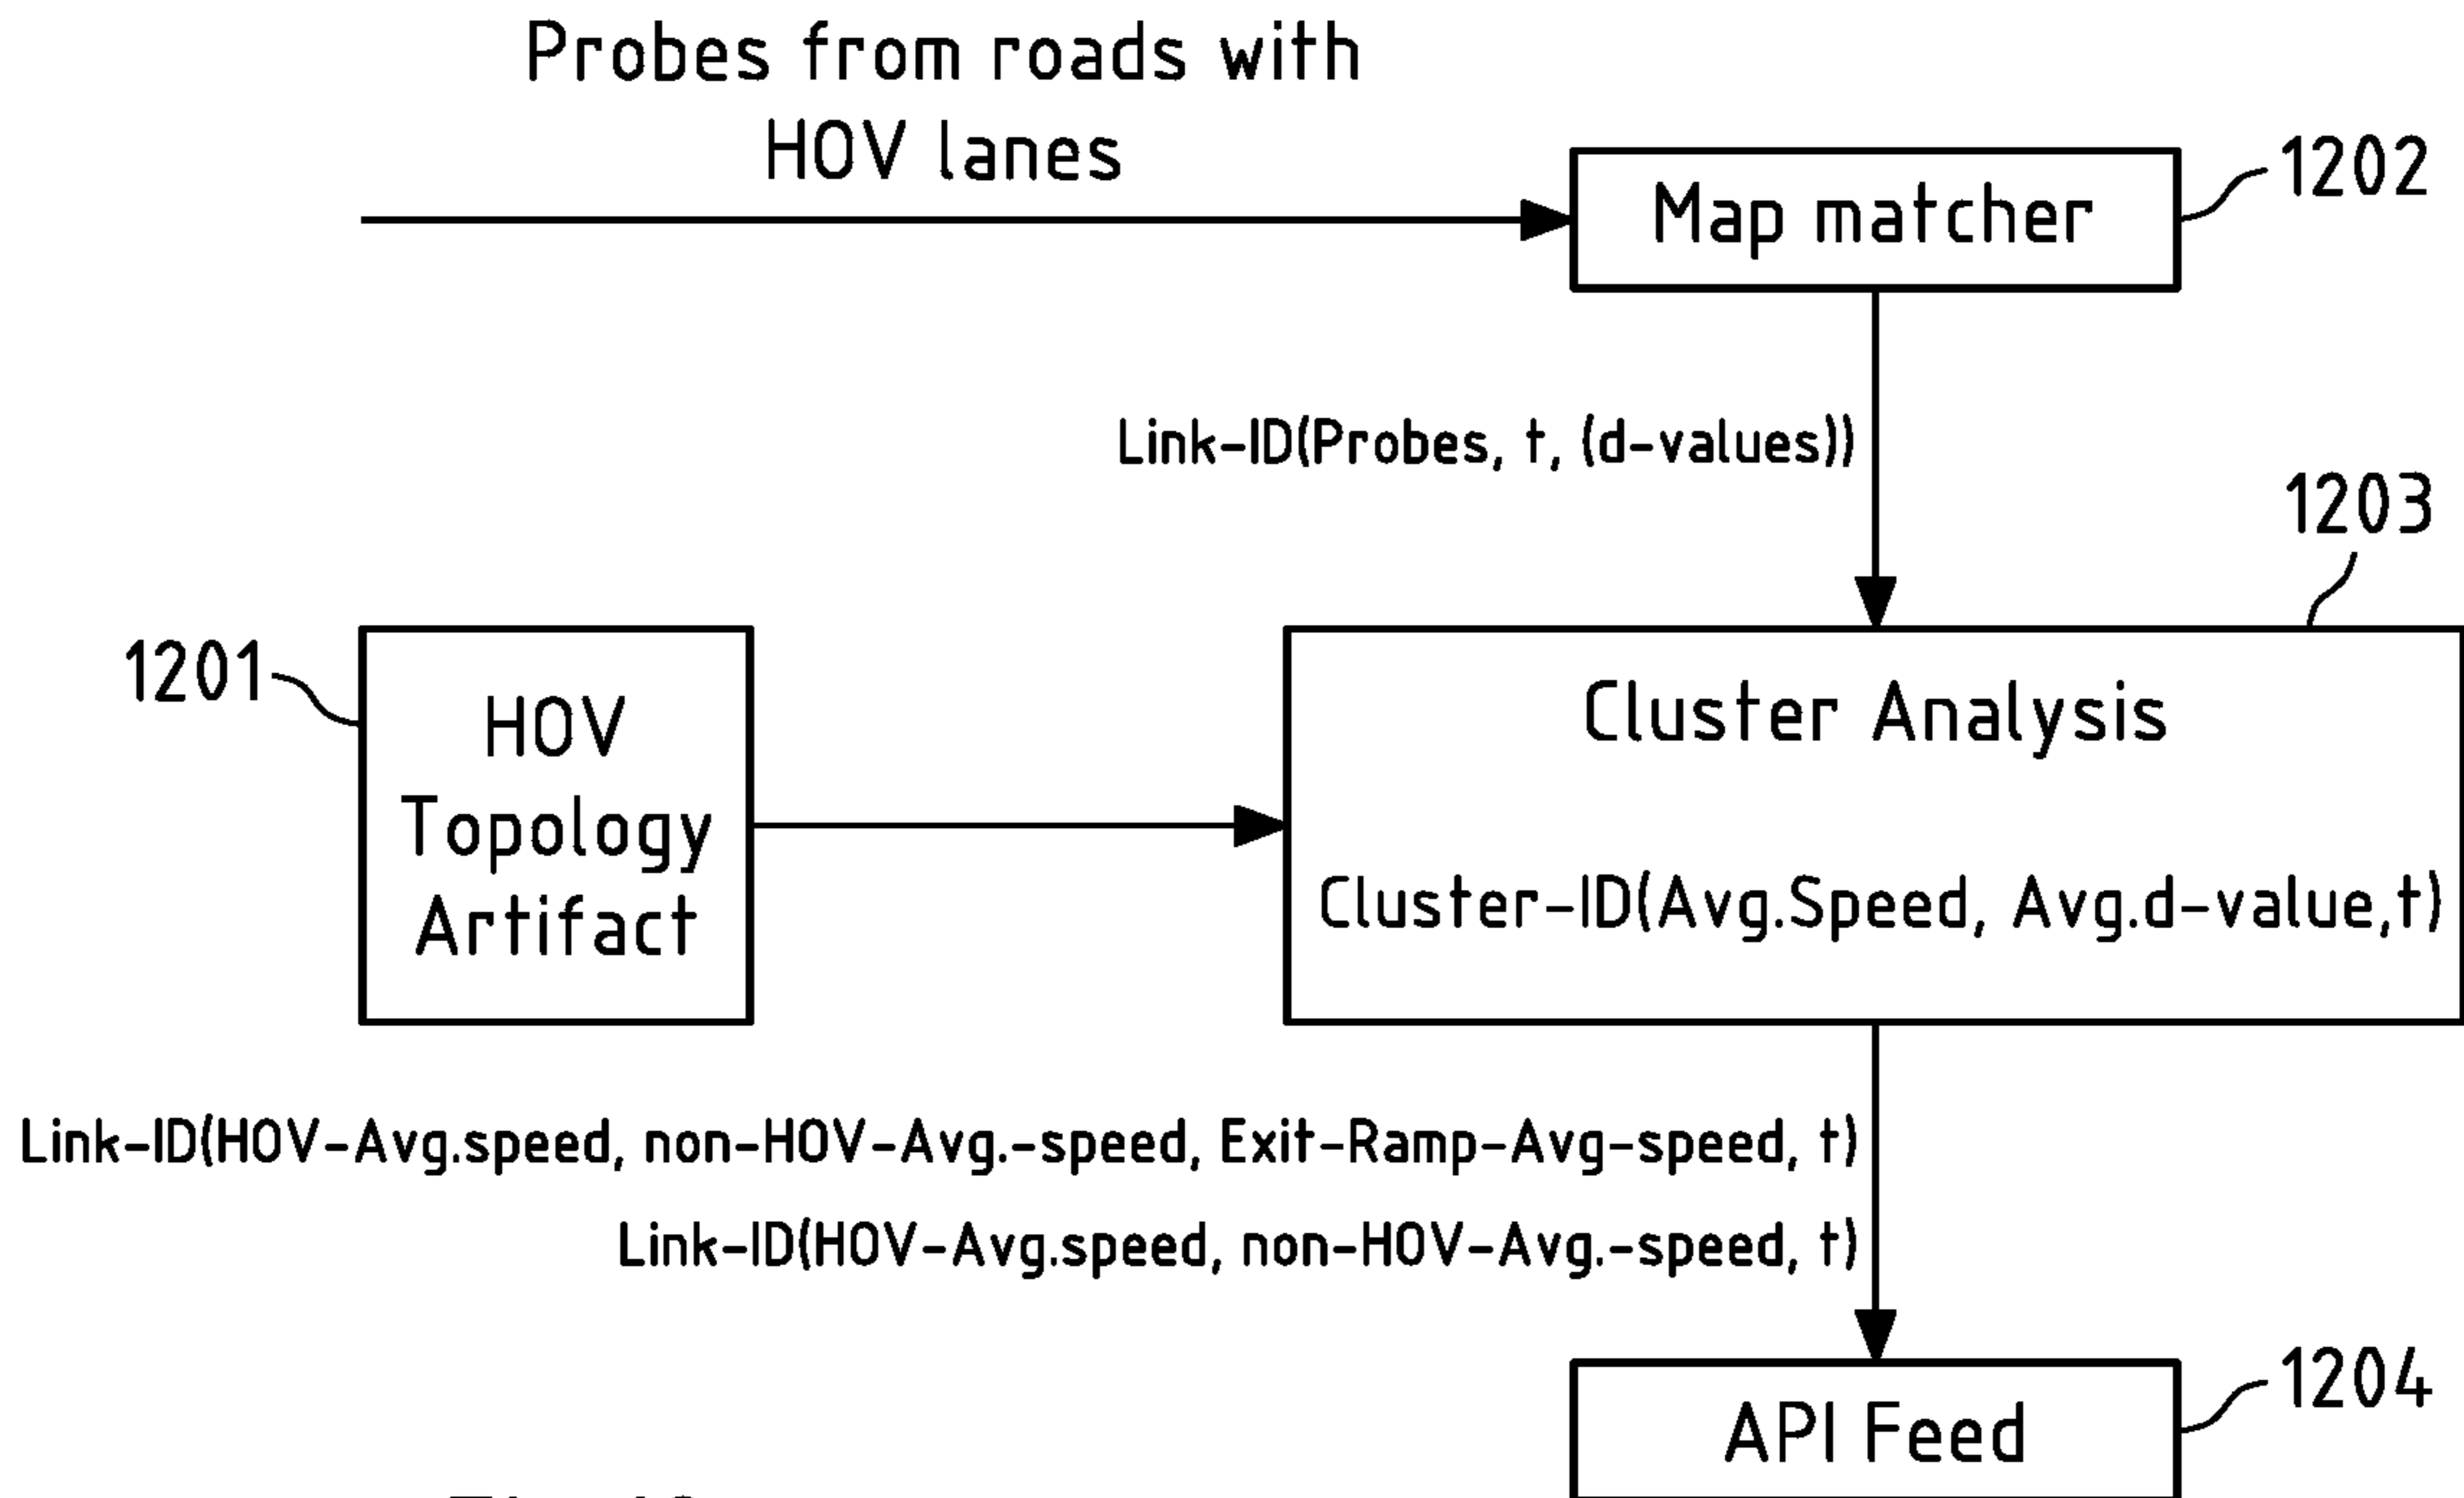 Probes from roads with
HOV lanes
1202
Map matcher
Link-ID(Probes, t, (d-values))
1203
1201
HOV
Topology
Artifact
Cluster Analysis
Cluster-ID(Avg.Speed, Avg.d-value,t)
Link-ID(HOV-Avg.speed, non-HOV-Avg.-speed, Exit-Ramp-Avg-speed, t)
Link-ID(HOV-Avg.speed, non-HOV-Avg.-speed, t)
1204
API Feed